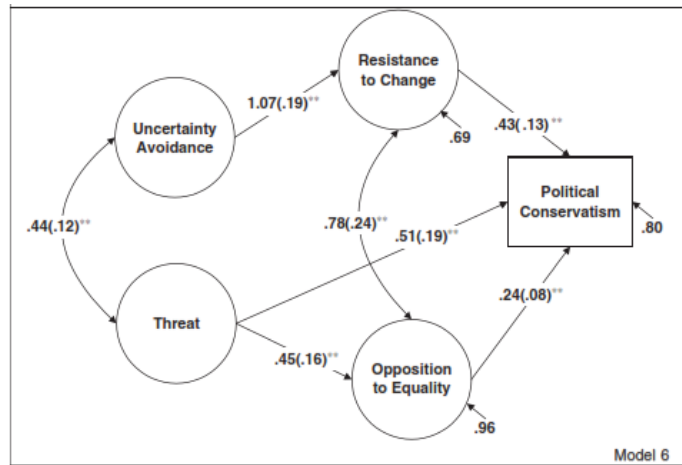 Resistance
to Change
1.07(.19)**
Uncertainty
Avoidance
.43(.13)**
.69
Political
Conservatism
.44(.12)**
.78(.24)**
.51(.19)**
.80
Threat
.24(.08)**
.45(.16)**
Opposition
to Equality
.96
Model 6